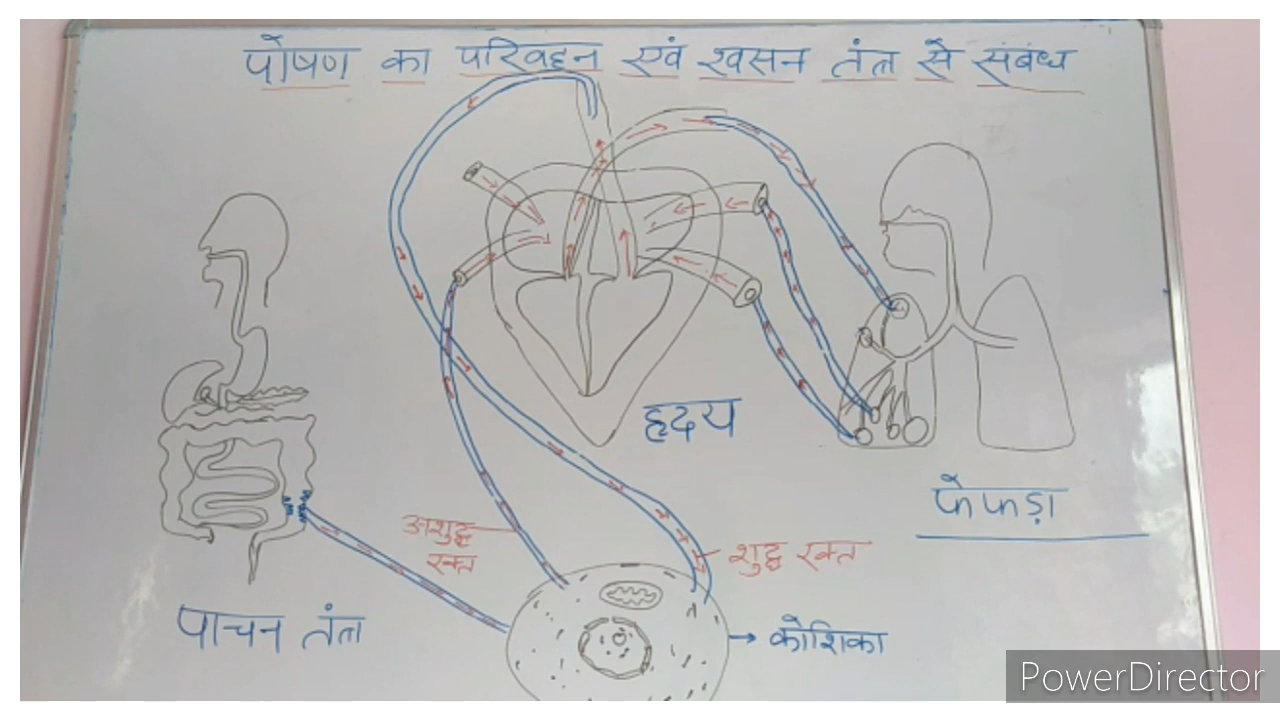 पोषण का परिवहन एवं श्वसन तंत्र से संबंध
हृदय
फेफड़ा
अशुद्ध
रक्त
शुद्ध रक्त
पाचन तंत्र
कोशिका
PowerDirector